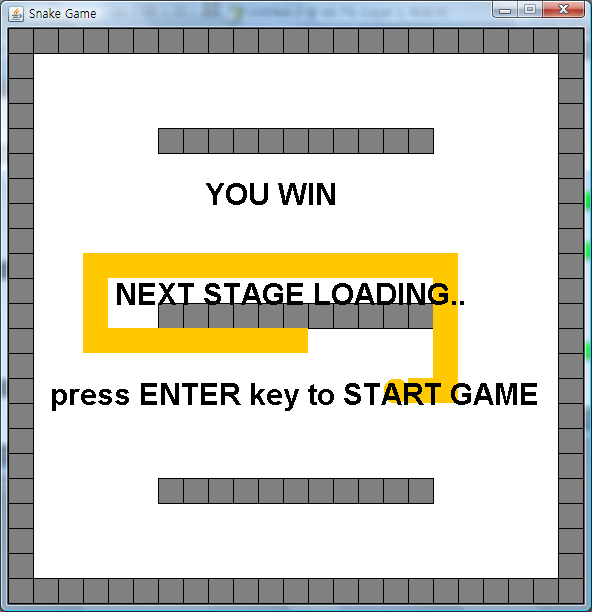 Snake Game
YOU WIN
NEXT STAGE LOADING..
press ENTER key to START GAME